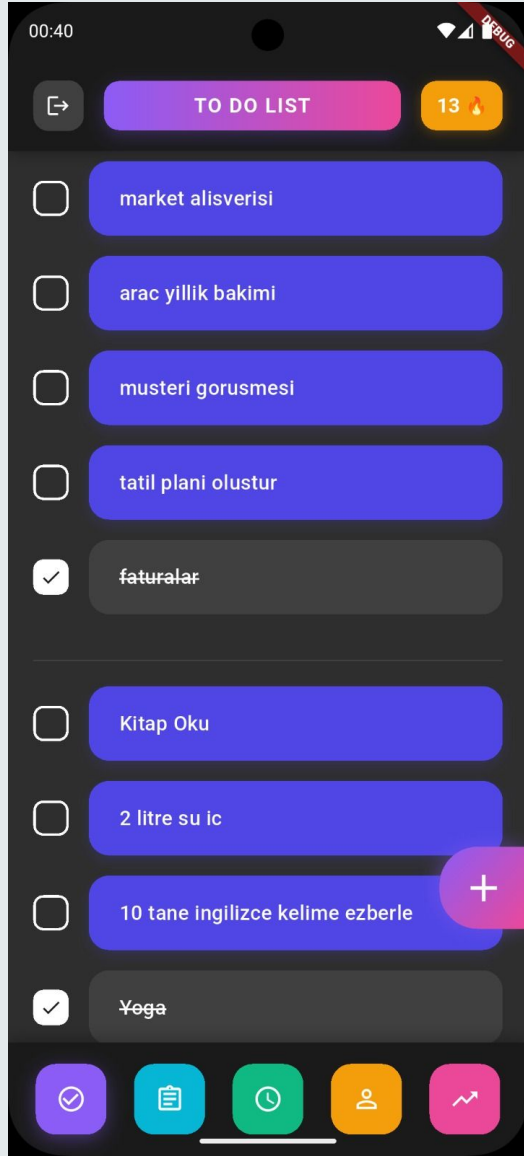 00:40
DEBUG
TO DO LIST
13 🔥
market alisverisi
arac yillik bakimi
musteri gorusmesi
tatil plani olustur
faturalar
Kitap Oku
2 litre su ic
10 tane ingilizce kelime ezberle
Yoga